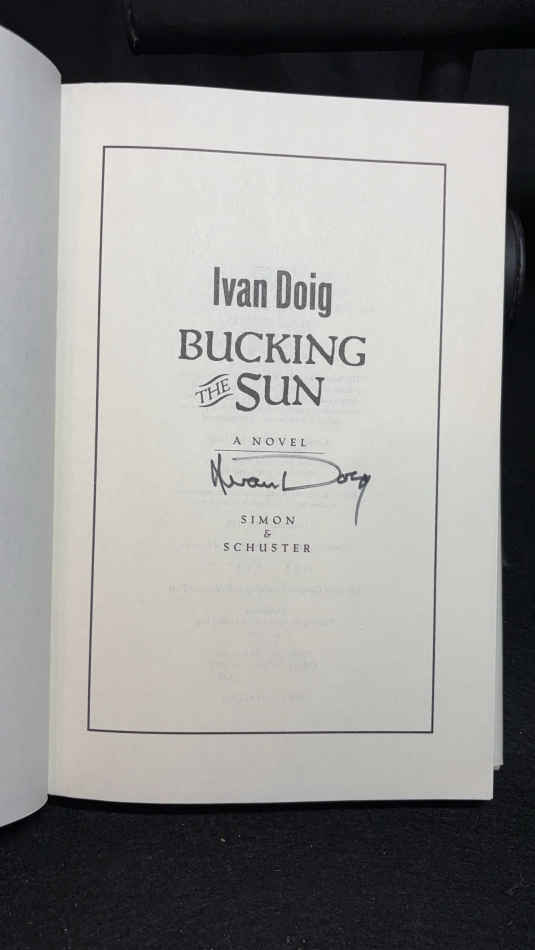 Ivan Doig
BUCKING
THE SUN
A NOVEL
Ivan Doig
SIMON
&
SCHUSTER